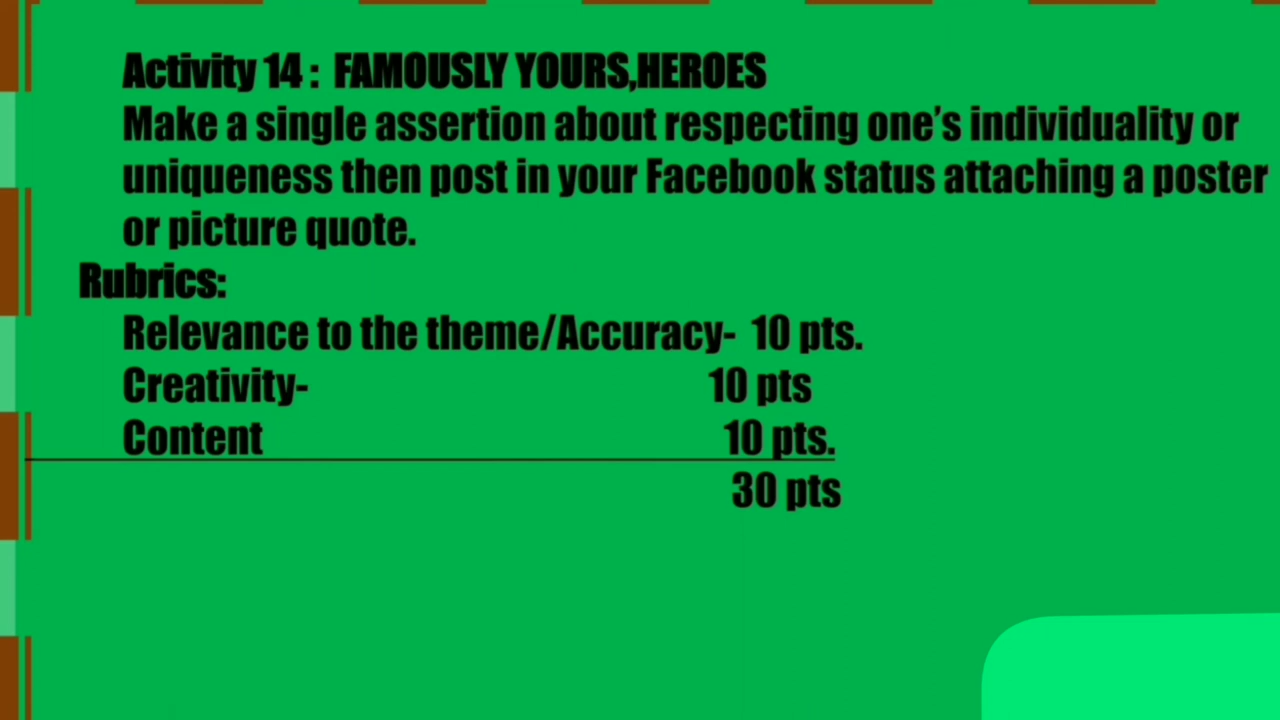 Activity 14 : FAMOUSLY YOURS,HEROES
Make a single assertion about respecting one’s individuality or
uniqueness then post in your Facebook status attaching a poster
or picture quote.
Rubrics:
Relevance to the theme/Accuracy- 10 pts.
Creativity- 10 pts
Content 10 pts.
30 pts